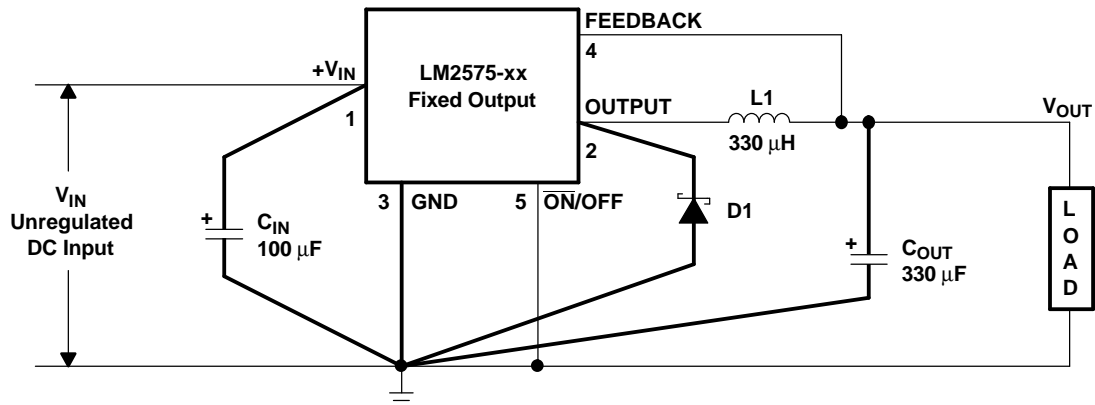 FEEDBACK
4
+VIN
1
LM2575-xx
Fixed Output
OUTPUT
2
L1
330 μH
VOUT
3
GND
5
ON/OFF
D1
VIN
Unregulated
DC Input
+
CIN
100 μF
+
COUT
330 μF
L
O
A
D